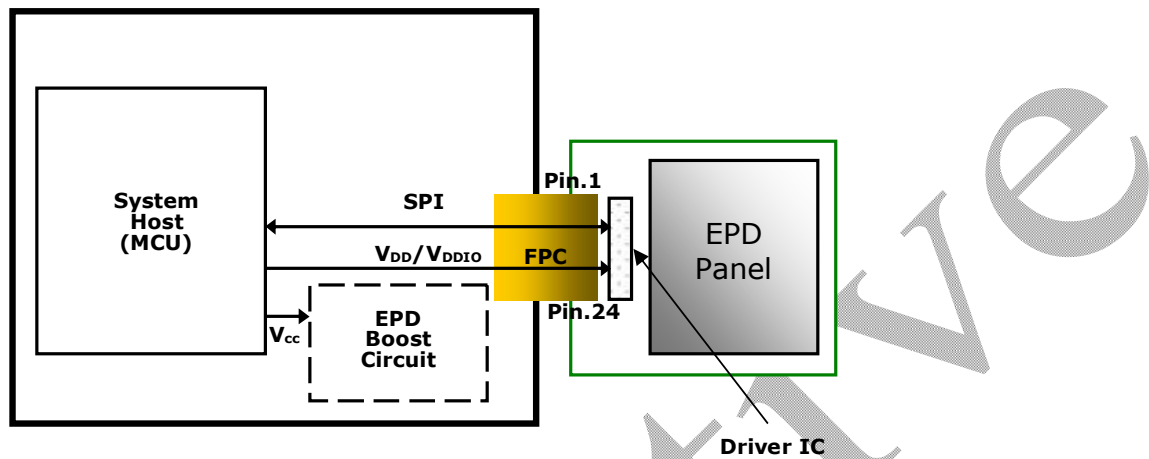 System
Host
(MCU)
SPI
VDD/VDDIO
VCC
EPD
Boost
Circuit
Pin.1
FPC
Pin.24
EPD
Panel
Driver IC